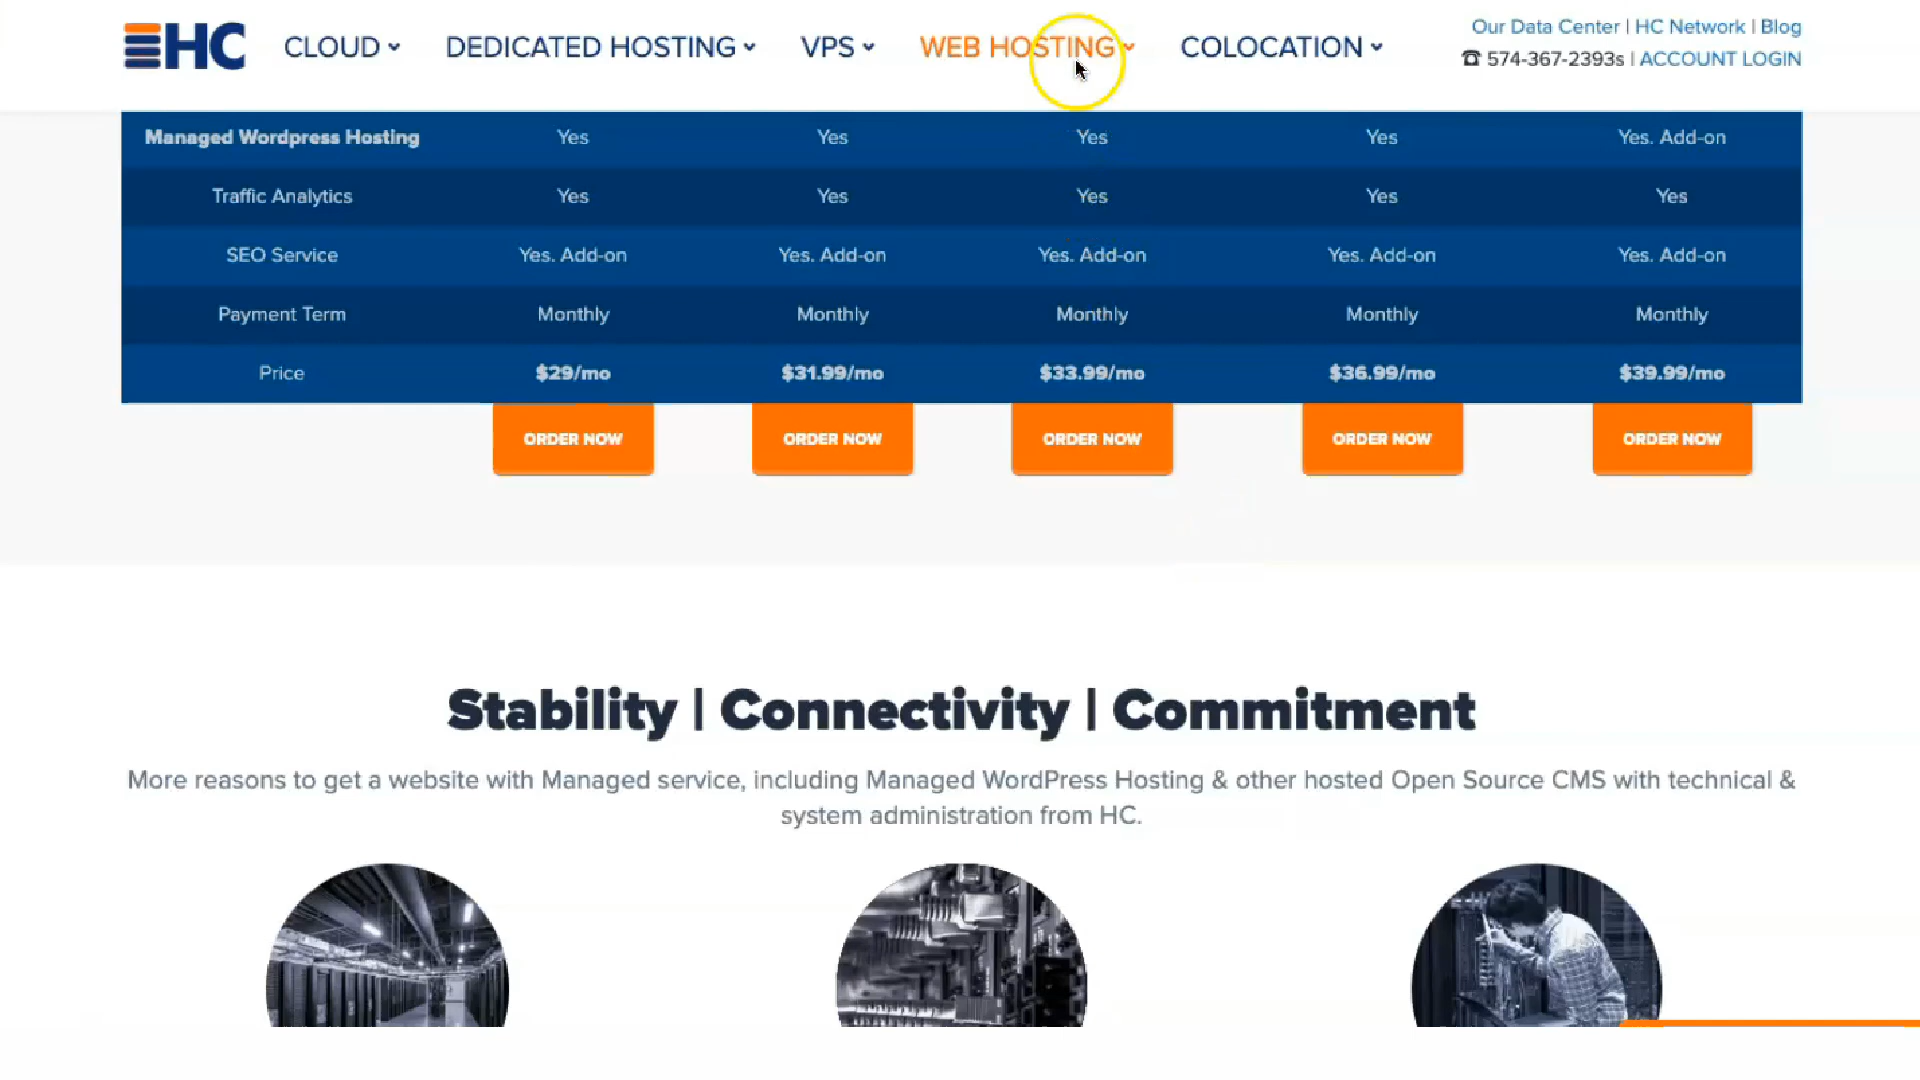 HC CLOUD DEDICATED HOSTING VPS WEB HOSTING COLOCATION
Our Data Center | HC Network | Blog
574-367-2393s | ACCOUNT LOGIN
Managed Wordpress Hosting Yes Yes Yes Yes Yes. Add-on
Traffic Analytics Yes Yes Yes Yes Yes
SEO Service Yes. Add-on Yes. Add-on Yes. Add-on Yes. Add-on Yes. Add-on
Payment Term Monthly Monthly Monthly Monthly Monthly
Price $29/mo $31.99/mo $33.99/mo $36.99/mo $39.99/mo
ORDER NOW ORDER NOW ORDER NOW ORDER NOW ORDER NOW
Stability | Connectivity | Commitment
More reasons to get a website with Managed service, including Managed WordPress Hosting & other hosted Open Source CMS with technical &
system administration from HC.